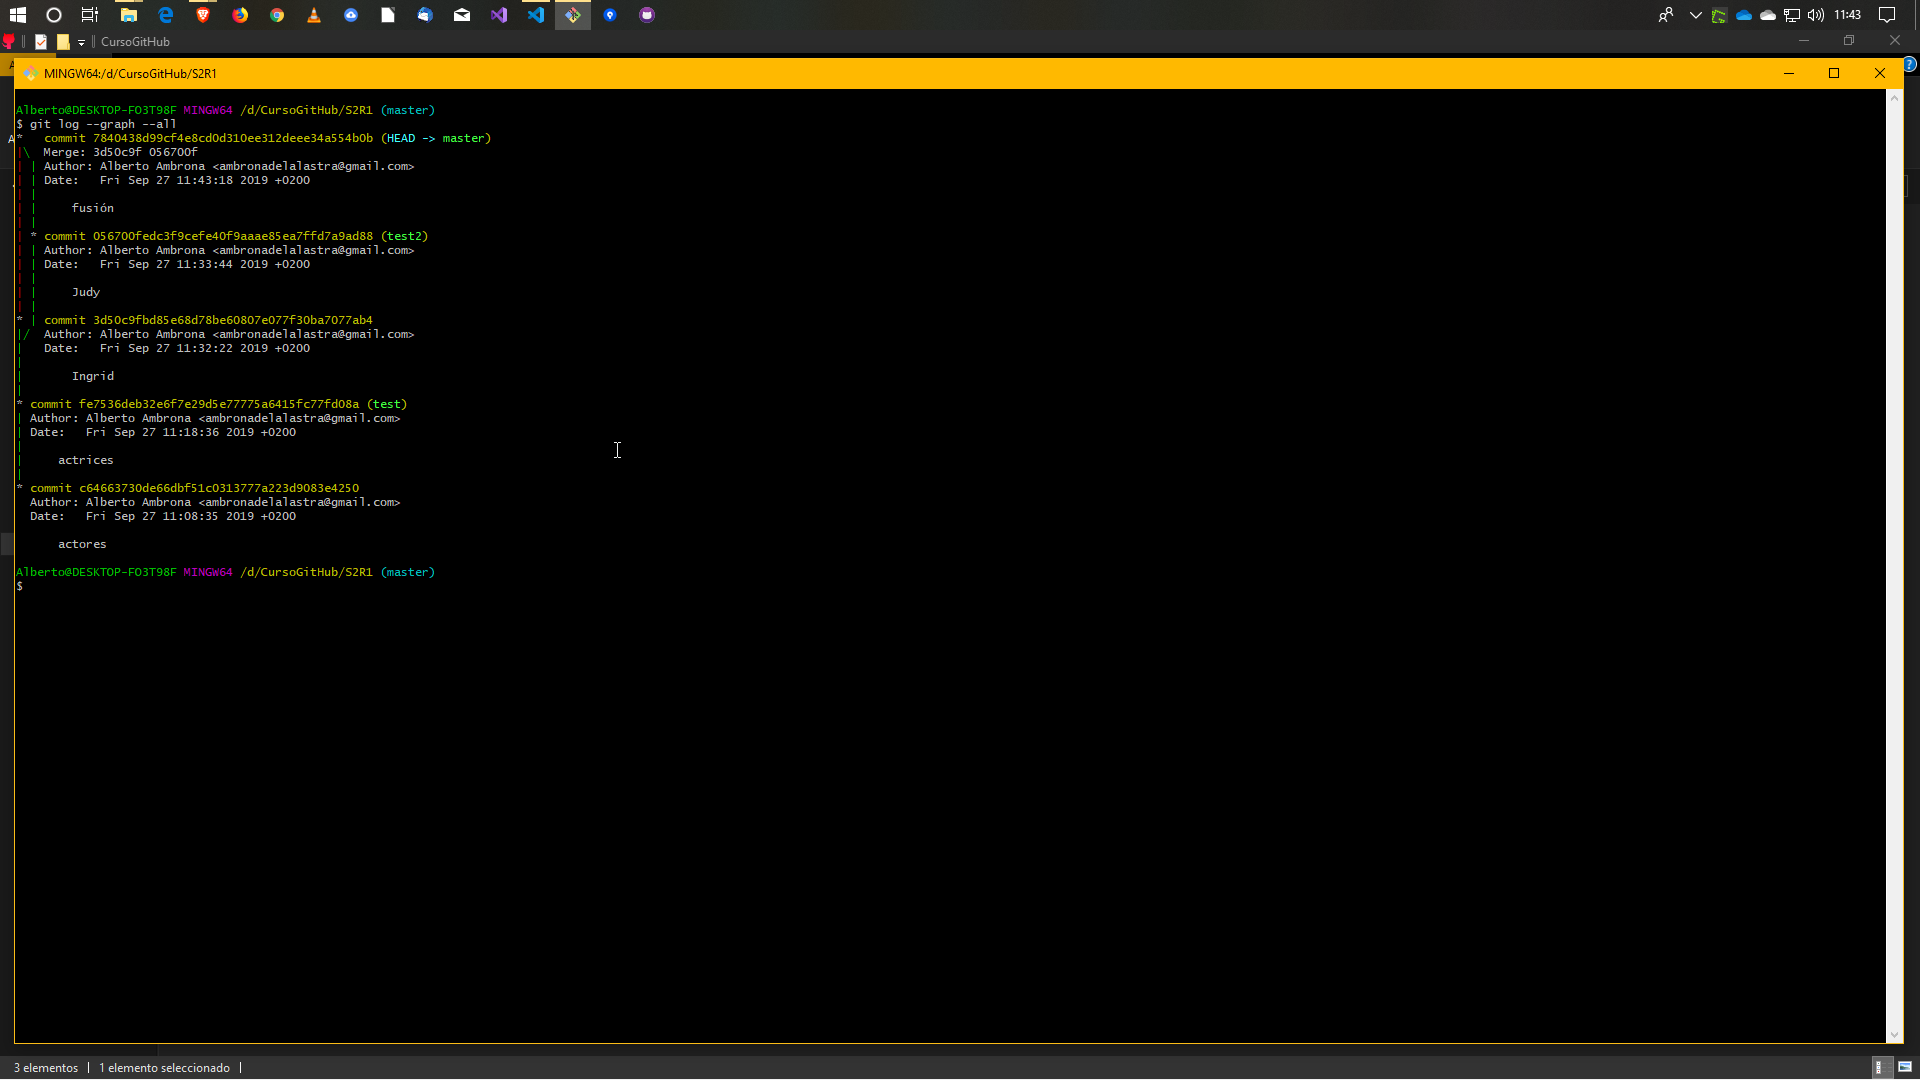 11:43
CursoGitHub
MINGW64:/d/CursoGitHub/S2R1
Alberto@DESKTOP-FO3T98F MINGW64 /d/CursoGitHub/S2R1 (master)
$ git log --graph --all
*   commit 7840438d99cf4e8cd0d310ee312deee34a554b0b (HEAD -> master)
|\  Merge: 3d50c9f 056700f
| | Author: Alberto Ambrona <ambronadelalastra@gmail.com>
| | Date:   Fri Sep 27 11:43:18 2019 +0200
| |
| |     fusión
| |
| * commit 056700fedc3f9cefe40f9aaae85ea7ffd7a9ad88 (test2)
| | Author: Alberto Ambrona <ambronadelalastra@gmail.com>
| | Date:   Fri Sep 27 11:33:44 2019 +0200
| |
| |     Judy
| |
* | commit 3d50c9fbd85e68d78be60807e077f30ba7077ab4
|/  Author: Alberto Ambrona <ambronadelalastra@gmail.com>
|   Date:   Fri Sep 27 11:32:22 2019 +0200
|
|       Ingrid
|
* commit fe7536deb32e6f7e29d5e77775a6415fc77fd08a (test)
| Author: Alberto Ambrona <ambronadelalastra@gmail.com>
| Date:   Fri Sep 27 11:18:36 2019 +0200
|
|     actrices
|
* commit c64663730de66dbf51c0313777a223d9083e4250
  Author: Alberto Ambrona <ambronadelalastra@gmail.com>
  Date:   Fri Sep 27 11:08:35 2019 +0200

      actores

Alberto@DESKTOP-FO3T98F MINGW64 /d/CursoGitHub/S2R1 (master)
$
3 elementos | 1 elemento seleccionado |